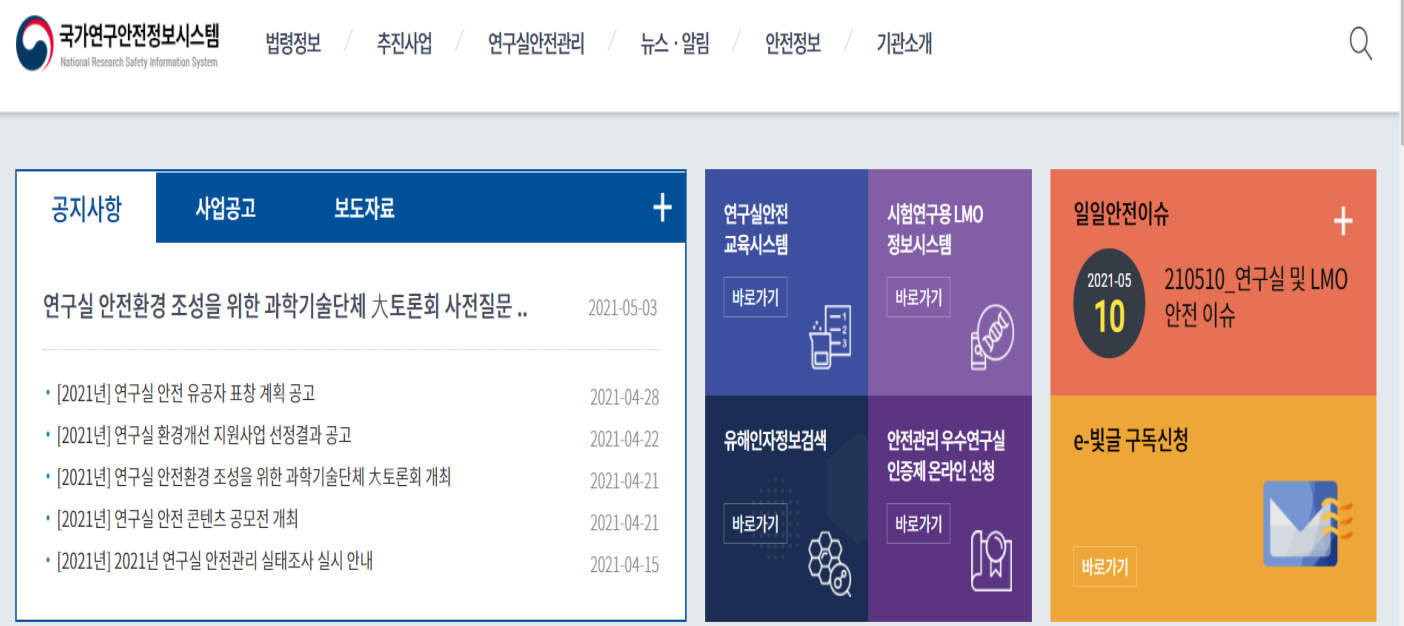 국가연구안전정보시스템
National Research Safety Information System
법령정보 / 추진사업 / 연구실안전관리 / 뉴스 · 알림 / 안전정보 / 기관소개
공지사항 사업공고 보도자료 +
연구실 안전환경 조성을 위한 과학기술단체 大토론회 사전질문 .. 2021-05-03
· [2021년] 연구실 안전 유공자 표창 계획 공고 2021-04-28
· [2021년] 연구실 환경개선 지원사업 선정결과 공고 2021-04-22
· [2021년] 연구실 안전환경 조성을 위한 과학기술단체 大토론회 개최 2021-04-21
· [2021년] 연구실 안전 콘텐츠 공모전 개최 2021-04-21
· [2021년] 2021년 연구실 안전관리 실태조사 실시 안내 2021-04-15
연구실안전
교육시스템
바로가기
1
2
3
시험연구용 LMO
정보시스템
바로가기
유해인자정보검색
바로가기
안전관리 우수연구실
인증제 온라인 신청
바로가기
일일안전이슈 +
2021-05
10
210510_연구실 및 LMO
안전 이슈
e-빛글 구독신청
바로가기